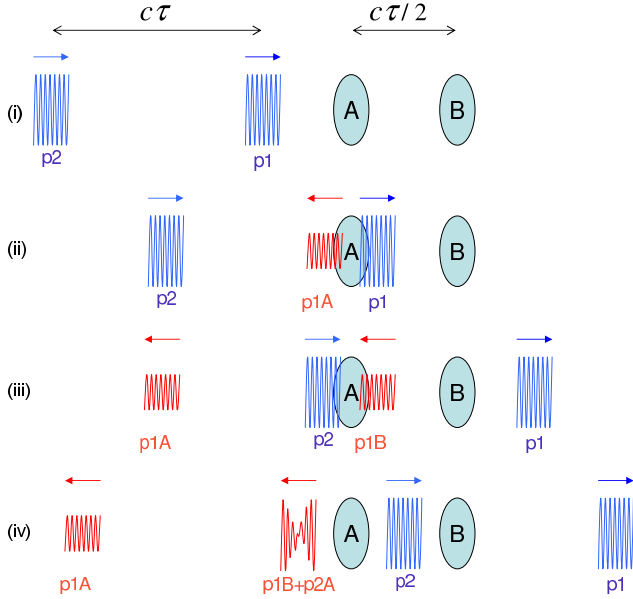 cτ cτ/2
(i) A B
p2 p1
(ii) A B
p2 p1A p1
(iii) A B
p1A p2 p1B p1
(iv) A B
p1A p1B+p2A p2 p1